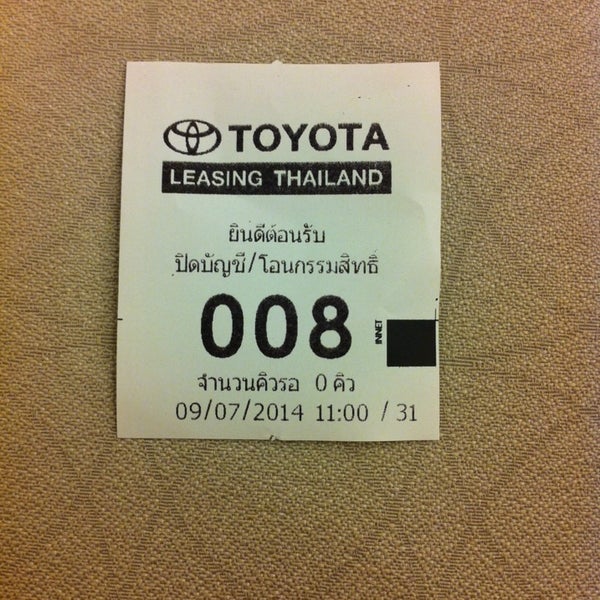 TOYOTA
LEASING THAILAND
ยินดีต้อนรับ
ปิดบัญชี/โอนกรรมสิทธิ์
008
INNET
จำนวนคิวรอ 0 คิว
09/07/2014 11:00 / 31